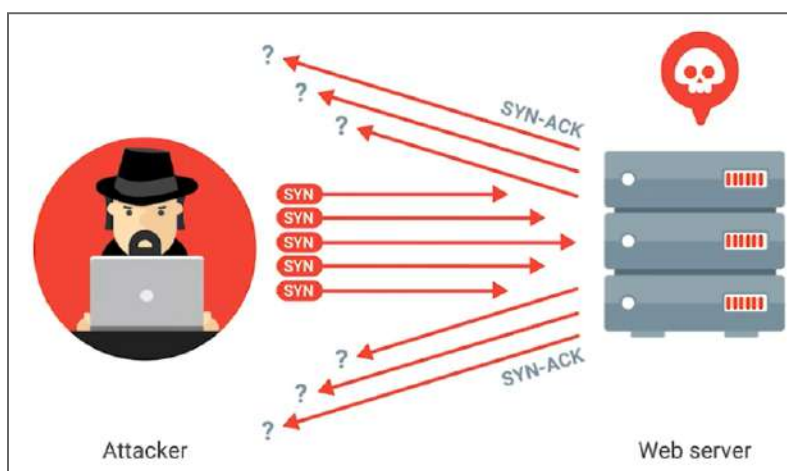 ?
?
?
SYN-ACK
SYN
SYN
SYN
SYN
SYN
?
?
?
SYN-ACK
Attacker
Web server